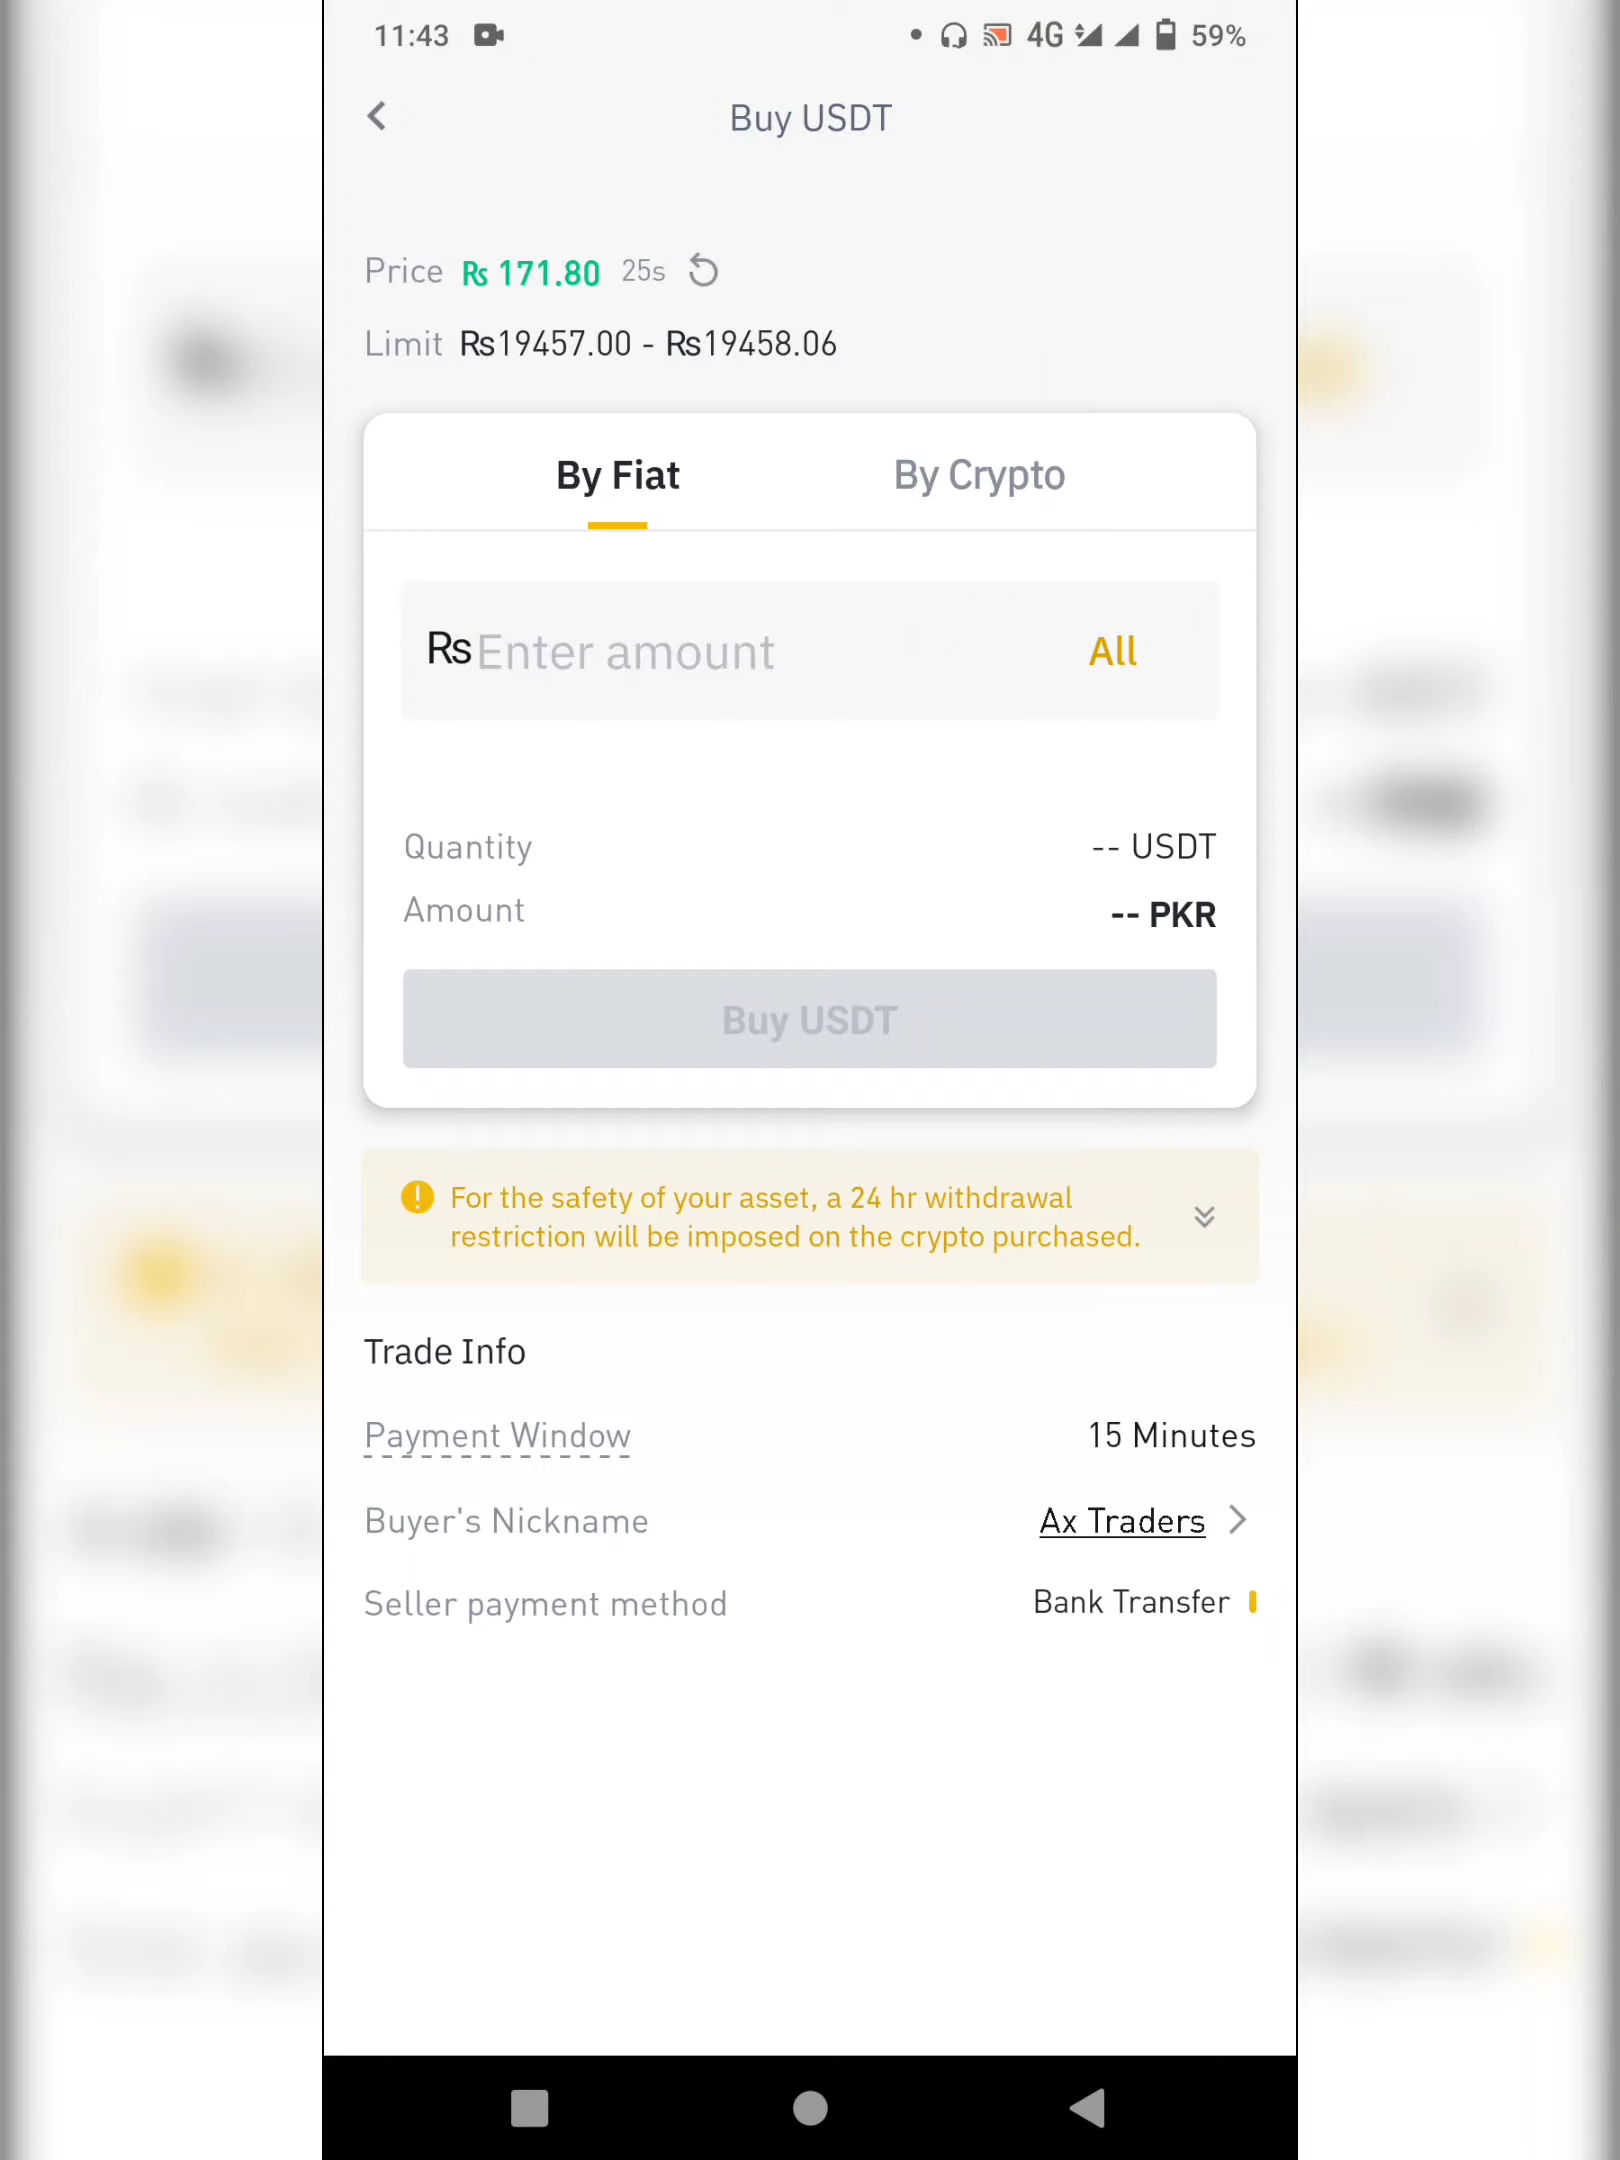 11:43 4G 59%
Buy USDT
Price ₨ 171.80 25s
Limit ₨19457.00 - ₨19458.06
By Fiat By Crypto
₨ Enter amount All
Quantity -- USDT
Amount -- PKR
Buy USDT
For the safety of your asset, a 24 hr withdrawal
restriction will be imposed on the crypto purchased.
Trade Info
Payment Window 15 Minutes
Buyer's Nickname Ax Traders
Seller payment method Bank Transfer